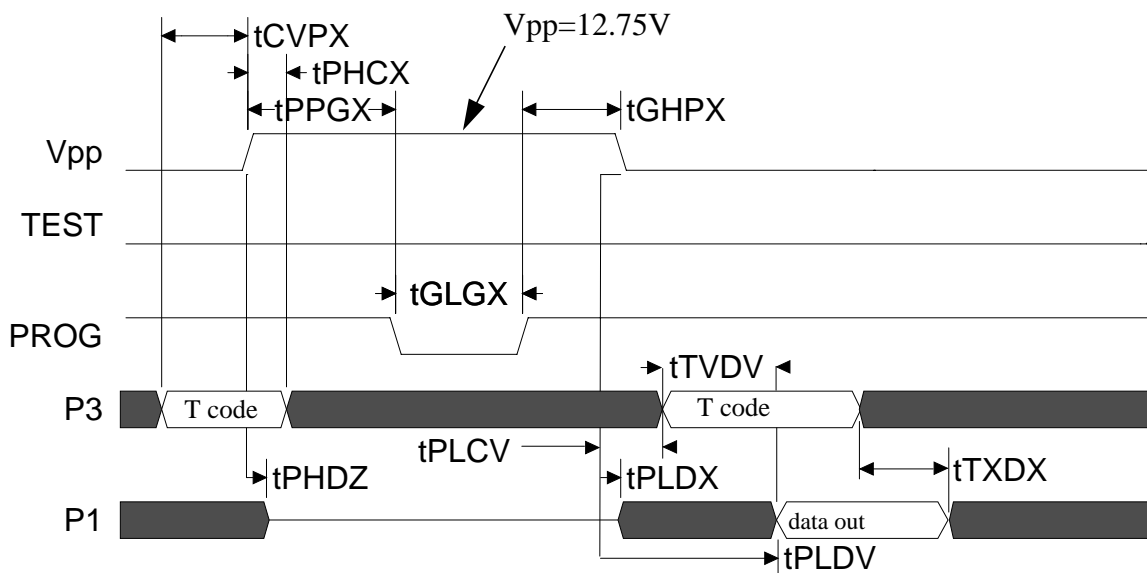 Vpp=12.75V
tCVPX
tPHCX
tPPGX
tGHPX
Vpp
TEST
tGLGX
PROG
tTVDV
P3
T code
T code
tPLCV
tPHDZ
tPLDX
tTXDX
P1
data out
tPLDV